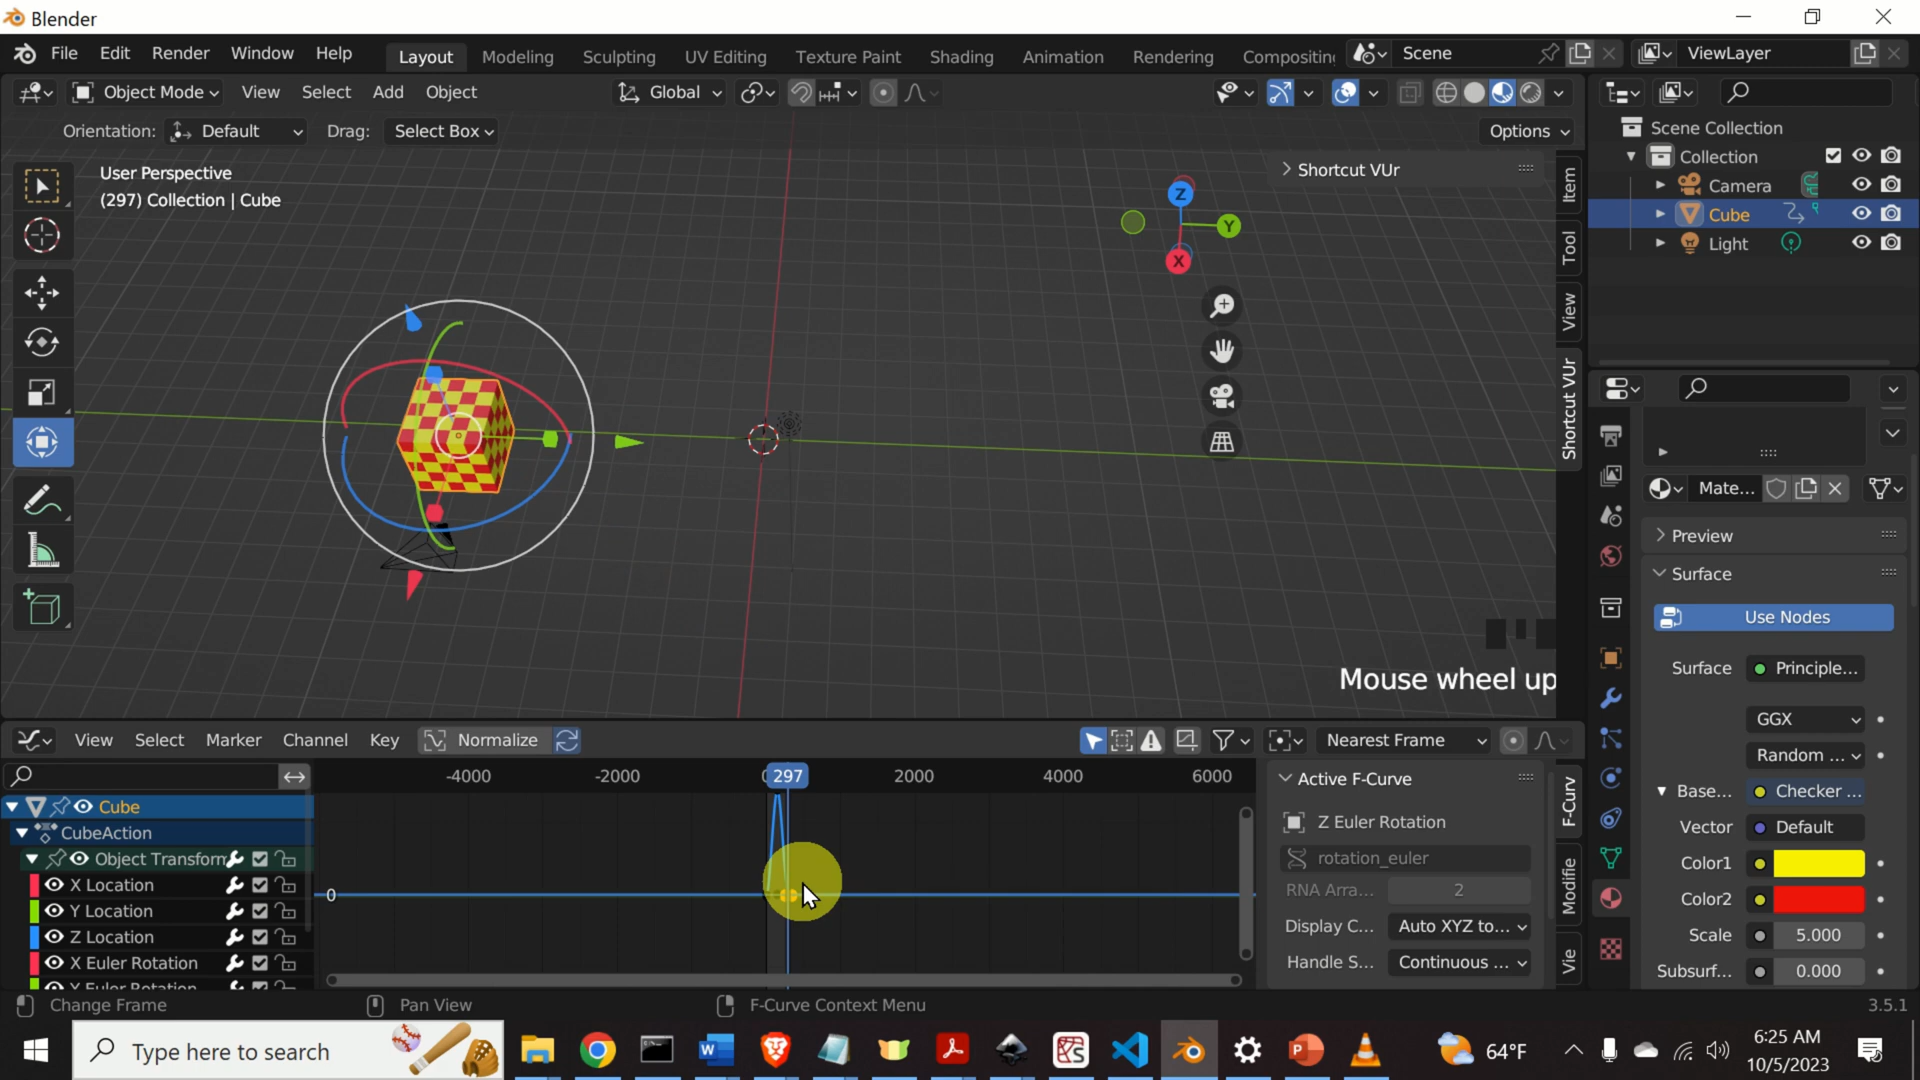 Blender
File Edit Render Window Help Layout Modeling Sculpting UV Editing Texture Paint Shading Animation Rendering Compositing Scene ViewLayer
Object Mode View Select Add Object Global
Orientation: Default Drag: Select Box Options
User Perspective
(297) Collection | Cube
Shortcut VUr
Z
Y
X
Item
Tool
View
Shortcut VUr
Mouse wheel up
Scene Collection
Collection
Camera
Cube
Light
Mate...
Preview
Surface
Use Nodes
Surface Principle...
GGX
Random ...
Base... Checker ...
Vector Default
Color1
Color2
Scale 5.000
Subsurf... 0.000
View Select Marker Channel Key Normalize Nearest Frame
-4000 -2000 0 297 2000 4000 6000
Cube
CubeAction
Object Transform
X Location
Y Location
Z Location
X Euler Rotation
Y Euler Rotation
0
Active F-Curve
Z Euler Rotation
rotation_euler
RNA Arra... 2
Display C... Auto XYZ to...
Handle S... Continuous ...
F-Curv
Modifie
Vie
Change Frame Pan View F-Curve Context Menu 3.5.1
Type here to search
64°F
6:25 AM
10/5/2023